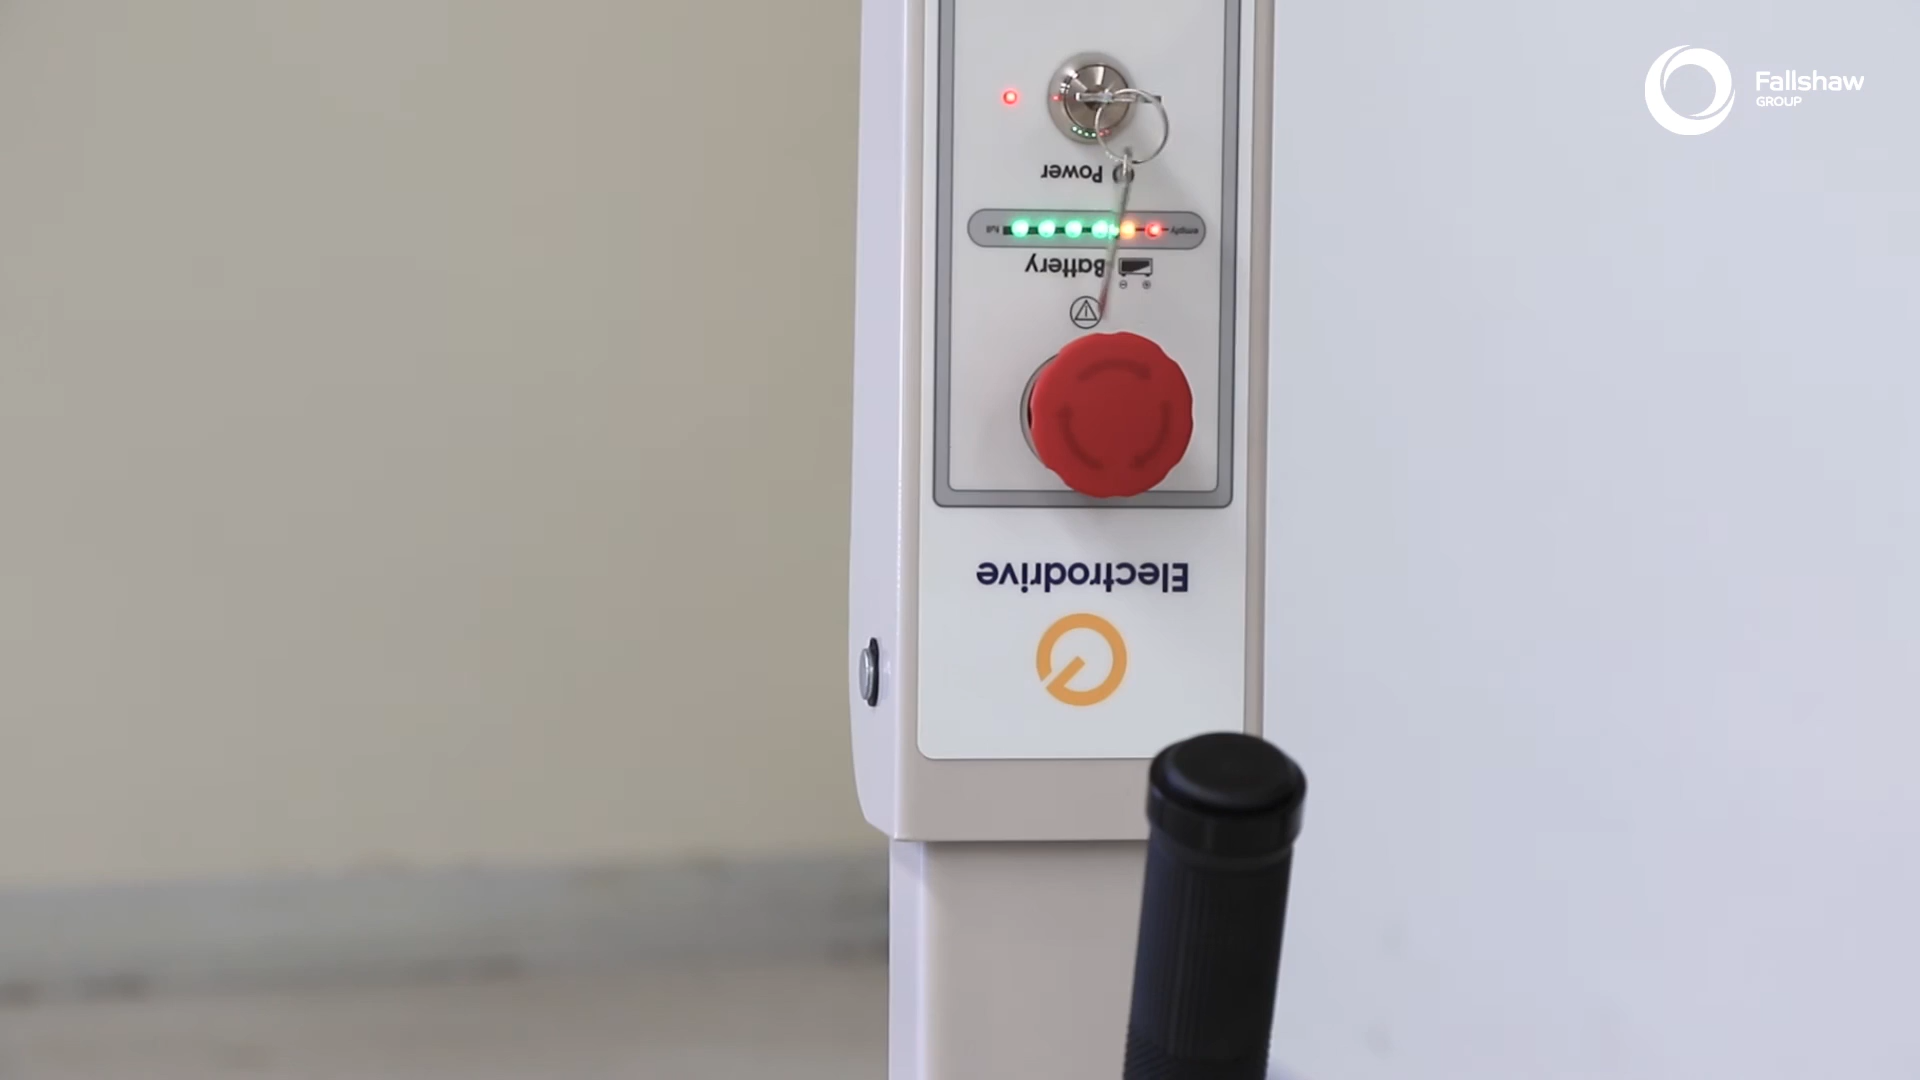 Fallshaw
GROUP
Power
full
empty
Battery
Electrodrive